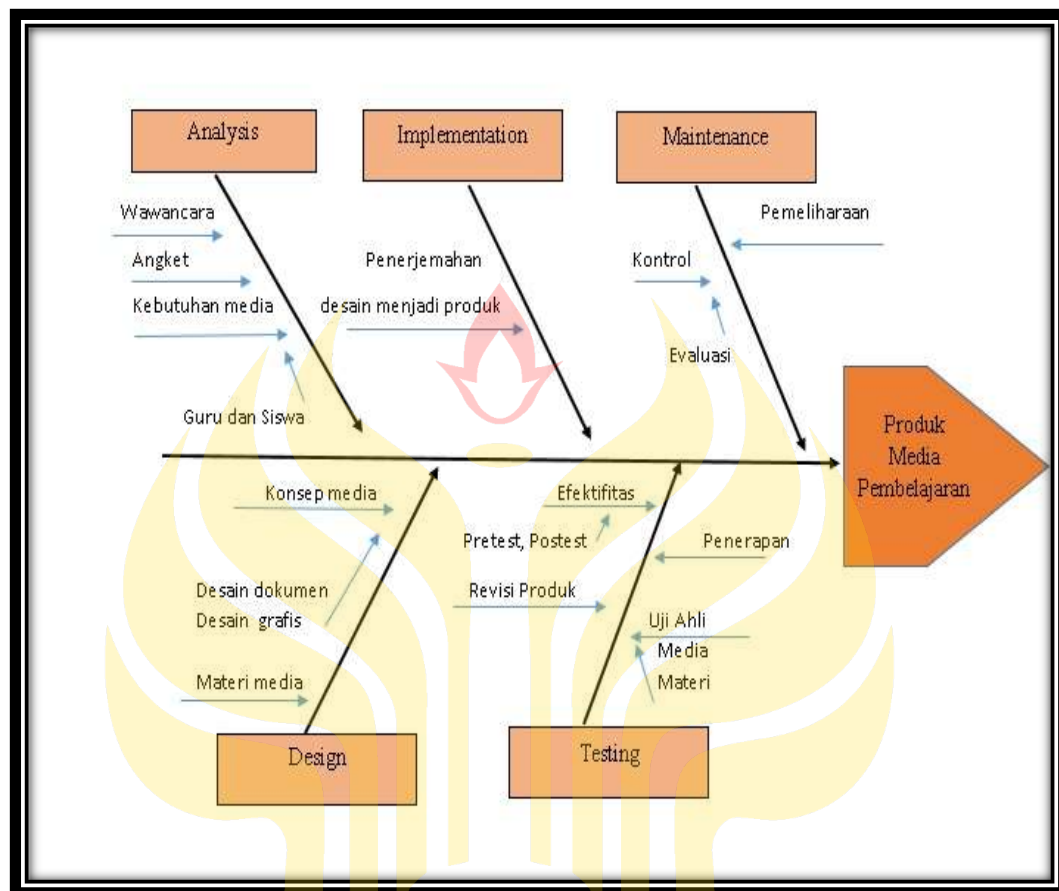 Analysis
Implementation
Maintenance
Wawancara
Angket
Kebutuhan media
Guru dan Siswa
Penerjemahan
desain menjadi produk
Pemeliharaan
Kontrol
Evaluasi
Produk
Media
Pembelajaran
Konsep media
Desain dokumen
Desain grafis
Materi media
Efektifitas
Pretest, Postest
Penerapan
Revisi Produk
Uji Ahli
Media
Materi
Design
Testing